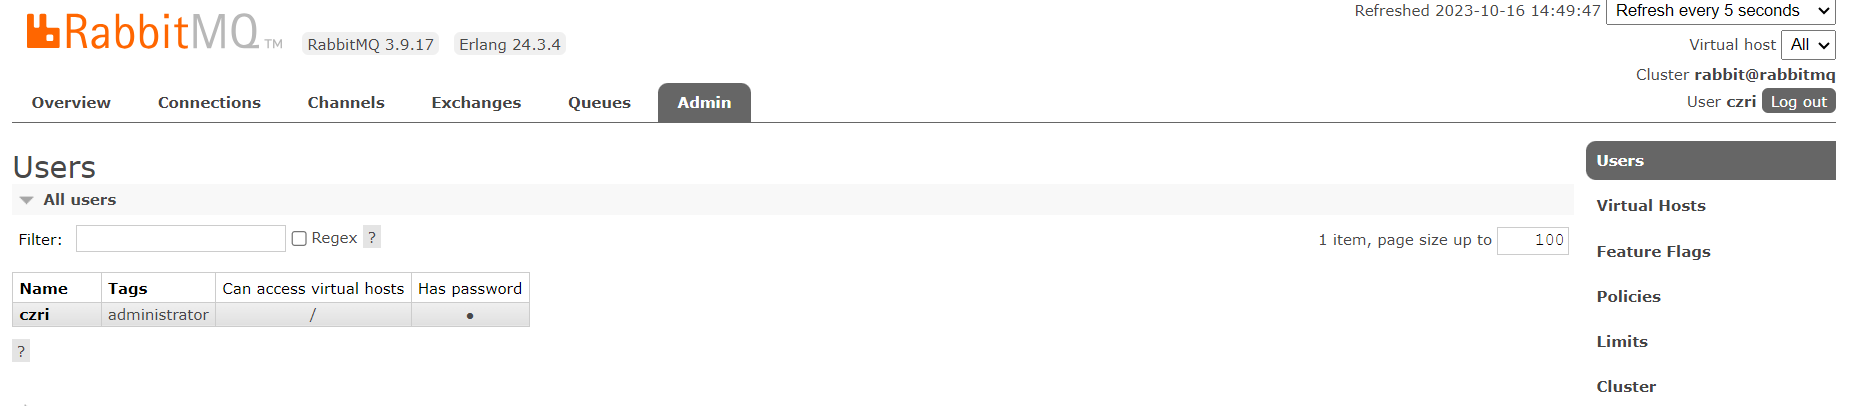 Refreshed 2023-10-16 14:49:47 Refresh every 5 seconds
RabbitMQ TM RabbitMQ 3.9.17 Erlang 24.3.4
Virtual host All
Cluster rabbit@rabbitmq
User czri Log out
Overview Connections Channels Exchanges Queues Admin
Users
All users
Filter: Regex ?
1 item, page size up to 100
Name Tags Can access virtual hosts Has password
czri administrator / ●
?
Users
Virtual Hosts
Feature Flags
Policies
Limits
Cluster